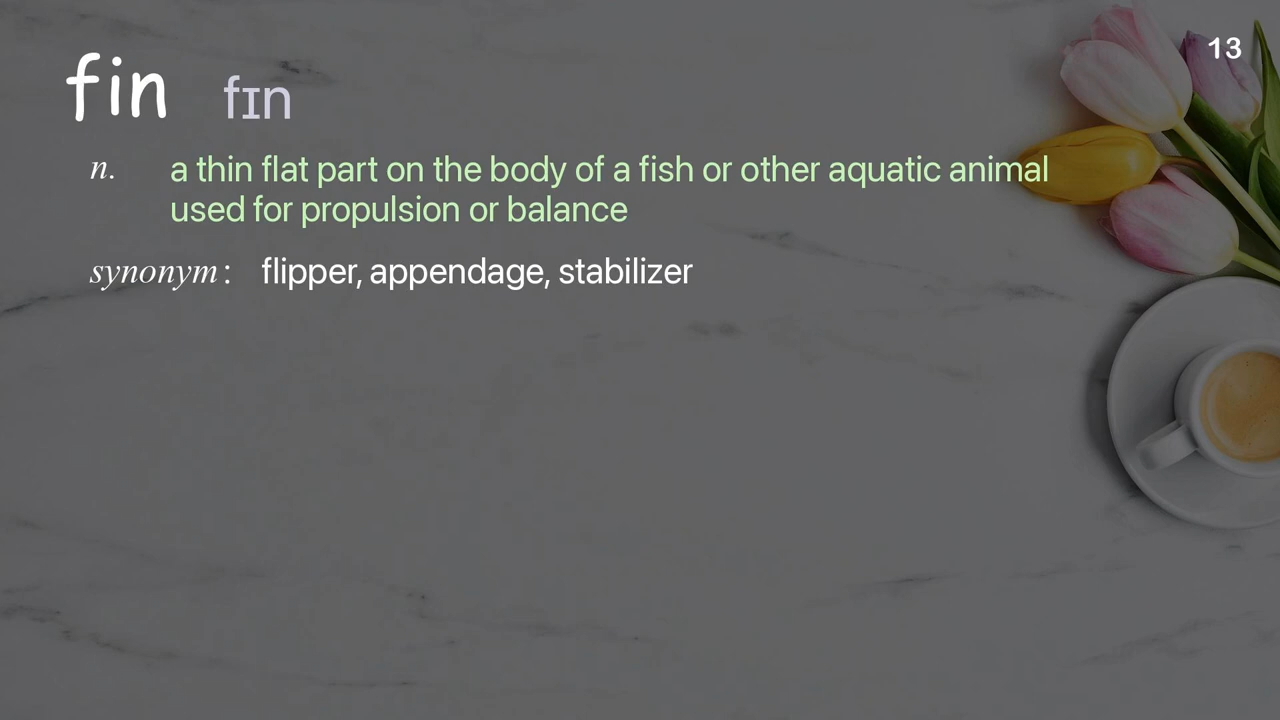 13
fin fɪn
n. a thin flat part on the body of a fish or other aquatic animal
used for propulsion or balance
synonym : flipper, appendage, stabilizer